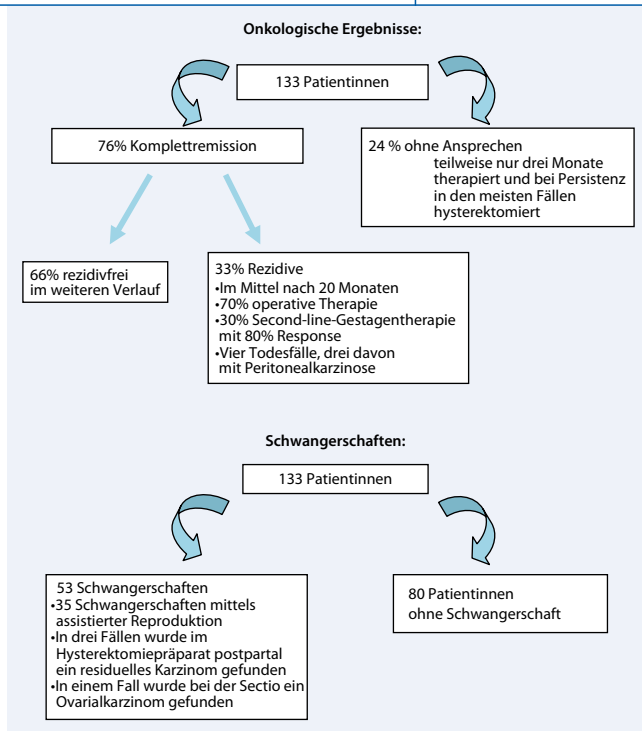 Onkologische Ergebnisse:
133 Patientinnen
76% Komplettremission
24 % ohne Ansprechen
teilweise nur drei Monate
therapiert und bei Persistenz
in den meisten Fällen
hysterektomiert
66% rezidivfrei
im weiteren Verlauf
33% Rezidive
•Im Mittel nach 20 Monaten
•70% operative Therapie
•30% Second-line-Gestagentherapie
mit 80% Response
•Vier Todesfälle, drei davon
mit Peritonealkarzinose
Schwangerschaften:
133 Patientinnen
53 Schwangerschaften
•35 Schwangerschaften mittels
assistierter Reproduktion
•In drei Fällen wurde im
Hysterektomiepräparat postpartal
ein residuelles Karzinom gefunden
•In einem Fall wurde bei der Sectio ein
Ovarialkarzinom gefunden
80 Patientinnen
ohne Schwangerschaft